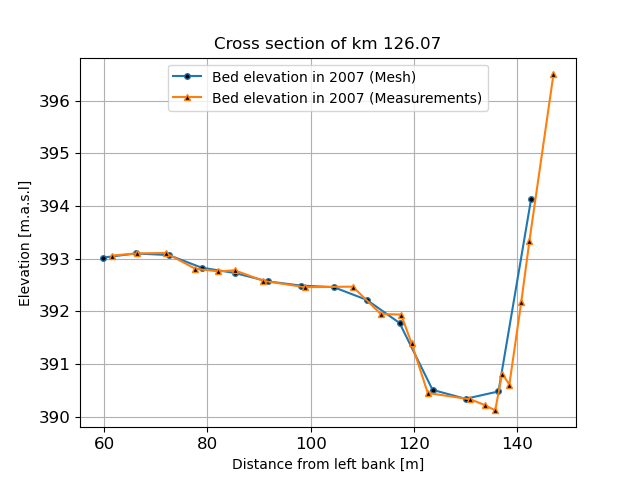 Cross section of km 126.07
Bed elevation in 2007 (Mesh)
Bed elevation in 2007 (Measurements)
396
395
394
393
392
391
390
Elevation [m.a.s.l]
60 80 100 120 140
Distance from left bank [m]